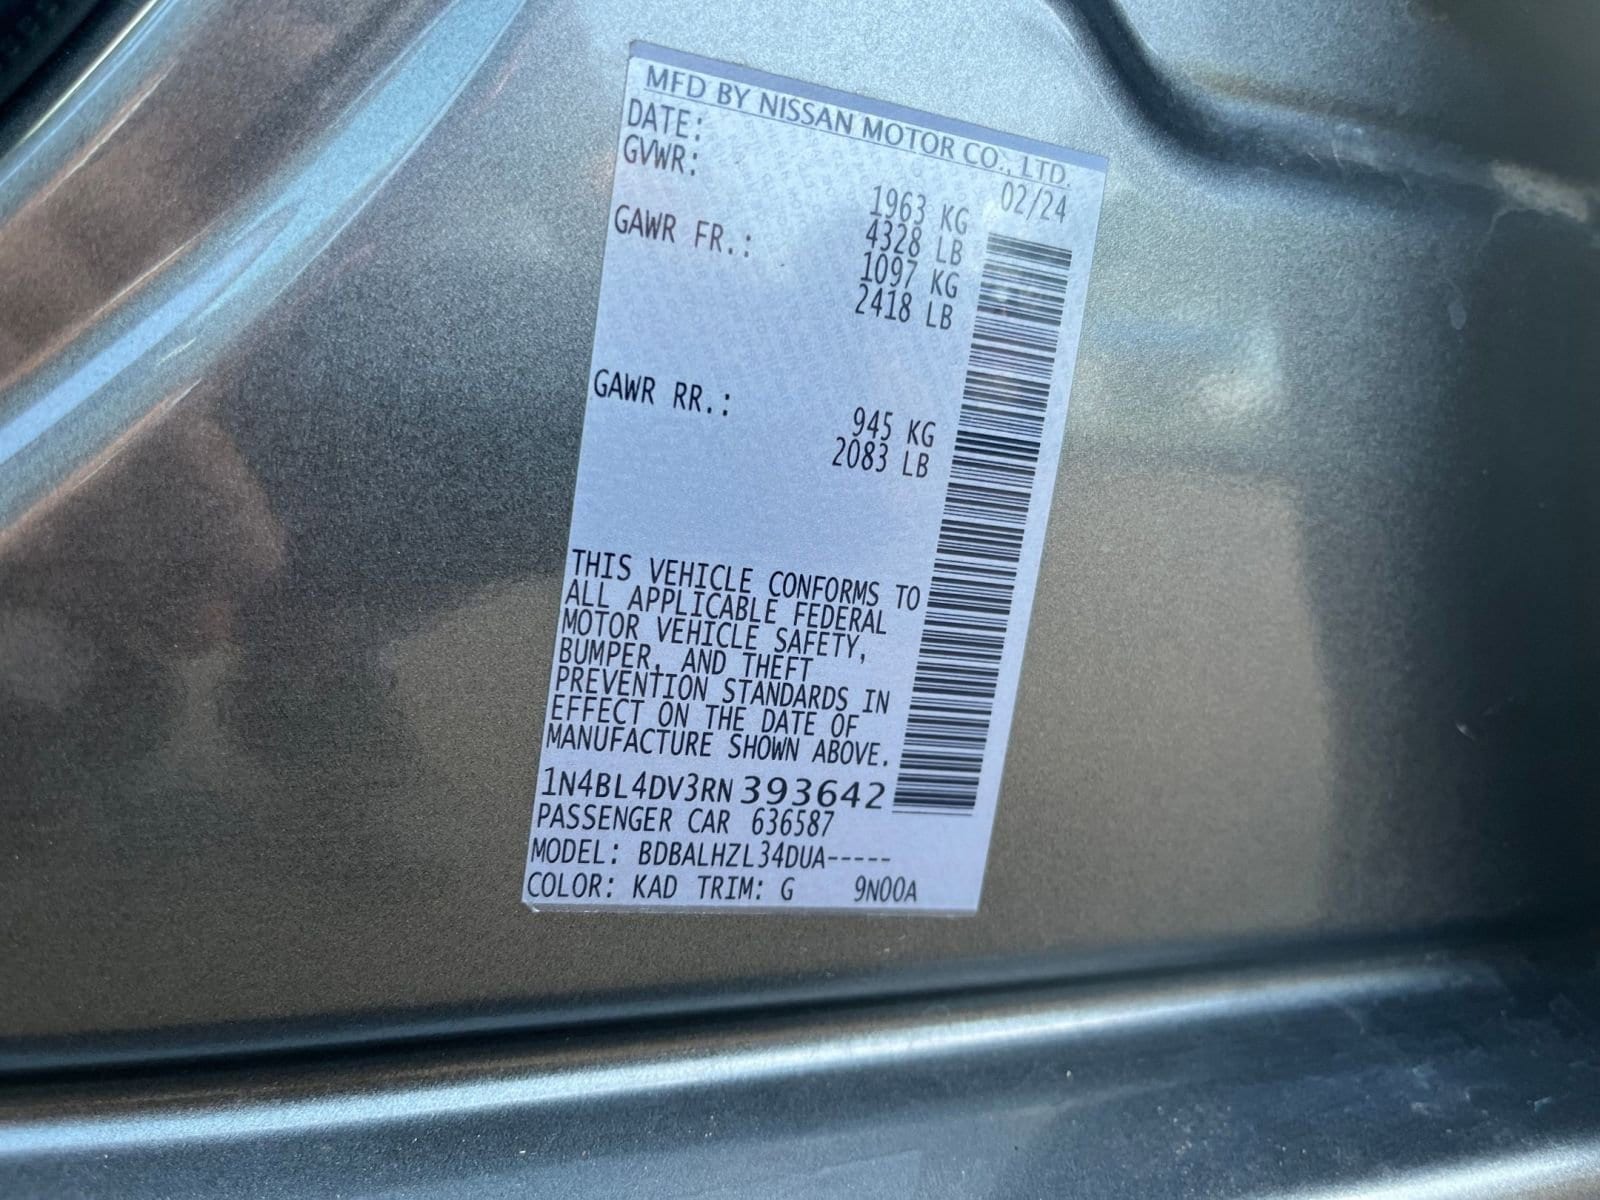 MFD BY NISSAN MOTOR CO., LTD.
DATE: 02/24
GVWR: 1963 KG
4328 LB
GAWR FR.: 1097 KG
2418 LB
GAWR RR.: 945 KG
2083 LB
THIS VEHICLE CONFORMS TO
ALL APPLICABLE FEDERAL
MOTOR VEHICLE SAFETY,
BUMPER, AND THEFT
PREVENTION STANDARDS IN
EFFECT ON THE DATE OF
MANUFACTURE SHOWN ABOVE.
1N4BL4DV3RN393642
PASSENGER CAR 636587
MODEL: BDBALHZL34DUA-----
COLOR: KAD TRIM: G 9N00A